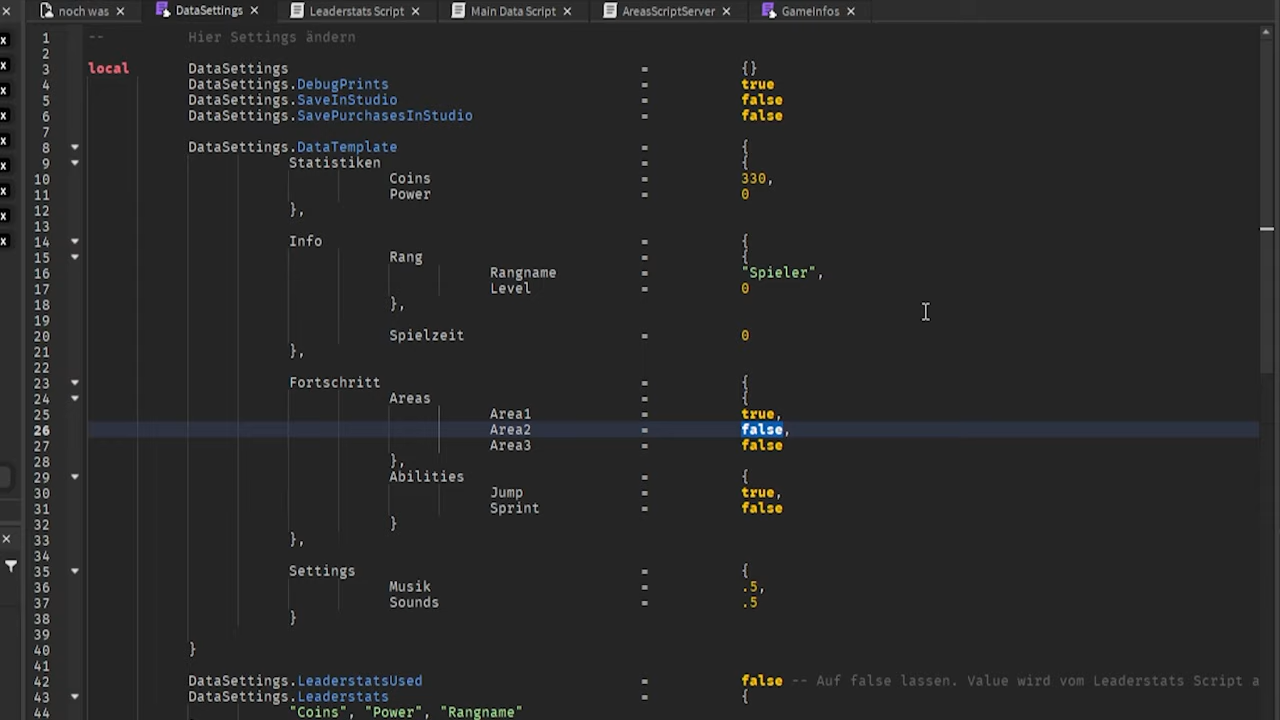 noch was DataSettings Leaderstats Script Main Data Script AreasScriptServer GameInfos
1 -- Hier Settings ändern
2
3 local DataSettings = {}
4 DataSettings.DebugPrints = true
5 DataSettings.SaveInStudio = false
6 DataSettings.SavePurchasesInStudio = false
7
8 DataSettings.DataTemplate = {
9 Statistiken = {
10 Coins = 330,
11 Power = 0
12 },
13
14 Info = {
15 Rang = {
16 Rangname = "Spieler",
17 Level = 0
18 },
19
20 Spielzeit = 0
21 },
22
23 Fortschritt = {
24 Areas = {
25 Area1 = true,
26 Area2 = false,
27 Area3 = false
28 },
29 Abilities = {
30 Jump = true,
31 Sprint = false
32 }
33 },
34
35 Settings = {
36 Musik = .5,
37 Sounds = .5
38 }
39
40 }
41
42 DataSettings.LeaderstatsUsed = false -- Auf false lassen. Value wird vom Leaderstats Script a
43 DataSettings.Leaderstats = {
44 "Coins", "Power", "Rangname"